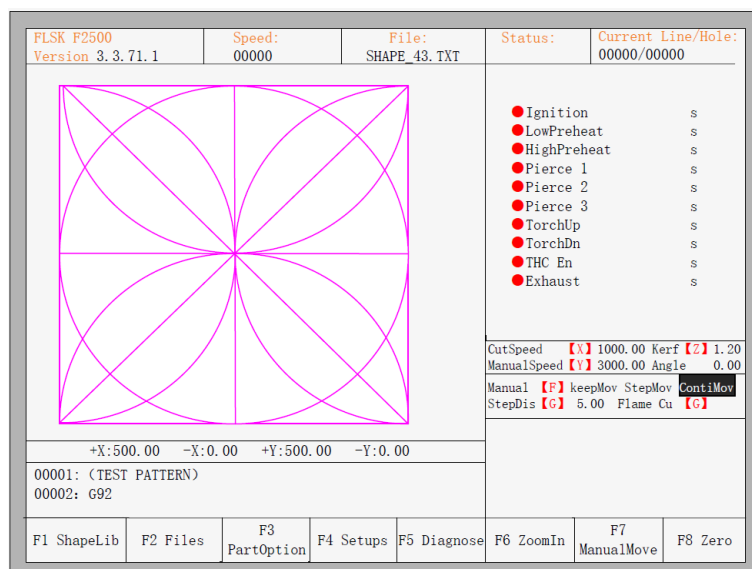 FLSK F2500
Version 3.3.71.1
Speed:
00000
File:
SHAPE_43.TXT
Status:
Current Line/Hole:
00000/00000
Ignition s
LowPreheat s
HighPreheat s
Pierce 1 s
Pierce 2 s
Pierce 3 s
TorchUp s
TorchDn s
THC En s
Exhaust s
CutSpeed 【X】 1000.00 Kerf 【Z】 1.20
ManualSpeed 【Y】 3000.00 Angle 0.00
Manual 【F】 keepMov StepMov ContiMov
StepDis 【G】 5.00 Flame Cu 【G】
+X:500.00 -X:0.00 +Y:500.00 -Y:0.00
00001: (TEST PATTERN)
00002: G92
F1 ShapeLib
F2 Files
F3
PartOption
F4 Setups
F5 Diagnose
F6 ZoomIn
F7
ManualMove
F8 Zero